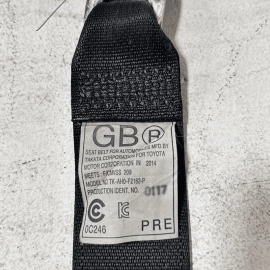 GB P
SEAT BELT FOR AUTOMOBILES MFD BY
TAKATA CORPORATION FOR TOYOTA
MOTOR CORPORATION IN 2014
MEETS: FMVSS 209
MODEL NO TK-AH0-F2183-P
PRODUCTION IDENT. NO. 0117
C C
0C246
PRE